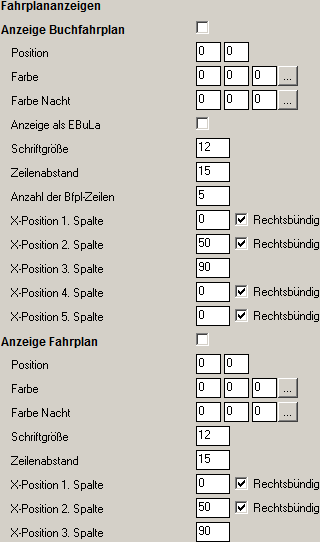 Fahrplananzeigen
Anzeige Buchfahrplan
Position 0 0
Farbe 0 0 0 ...
Farbe Nacht 0 0 0 ...
Anzeige als EBuLa
Schriftgröße 12
Zeilenabstand 15
Anzahl der Bfpl-Zeilen 5
X-Position 1. Spalte 0 Rechtsbündig
X-Position 2. Spalte 50 Rechtsbündig
X-Position 3. Spalte 90
X-Position 4. Spalte 0 Rechtsbündig
X-Position 5. Spalte 0 Rechtsbündig
Anzeige Fahrplan
Position 0 0
Farbe 0 0 0 ...
Farbe Nacht 0 0 0 ...
Schriftgröße 12
Zeilenabstand 15
X-Position 1. Spalte 0 Rechtsbündig
X-Position 2. Spalte 50 Rechtsbündig
X-Position 3. Spalte 90